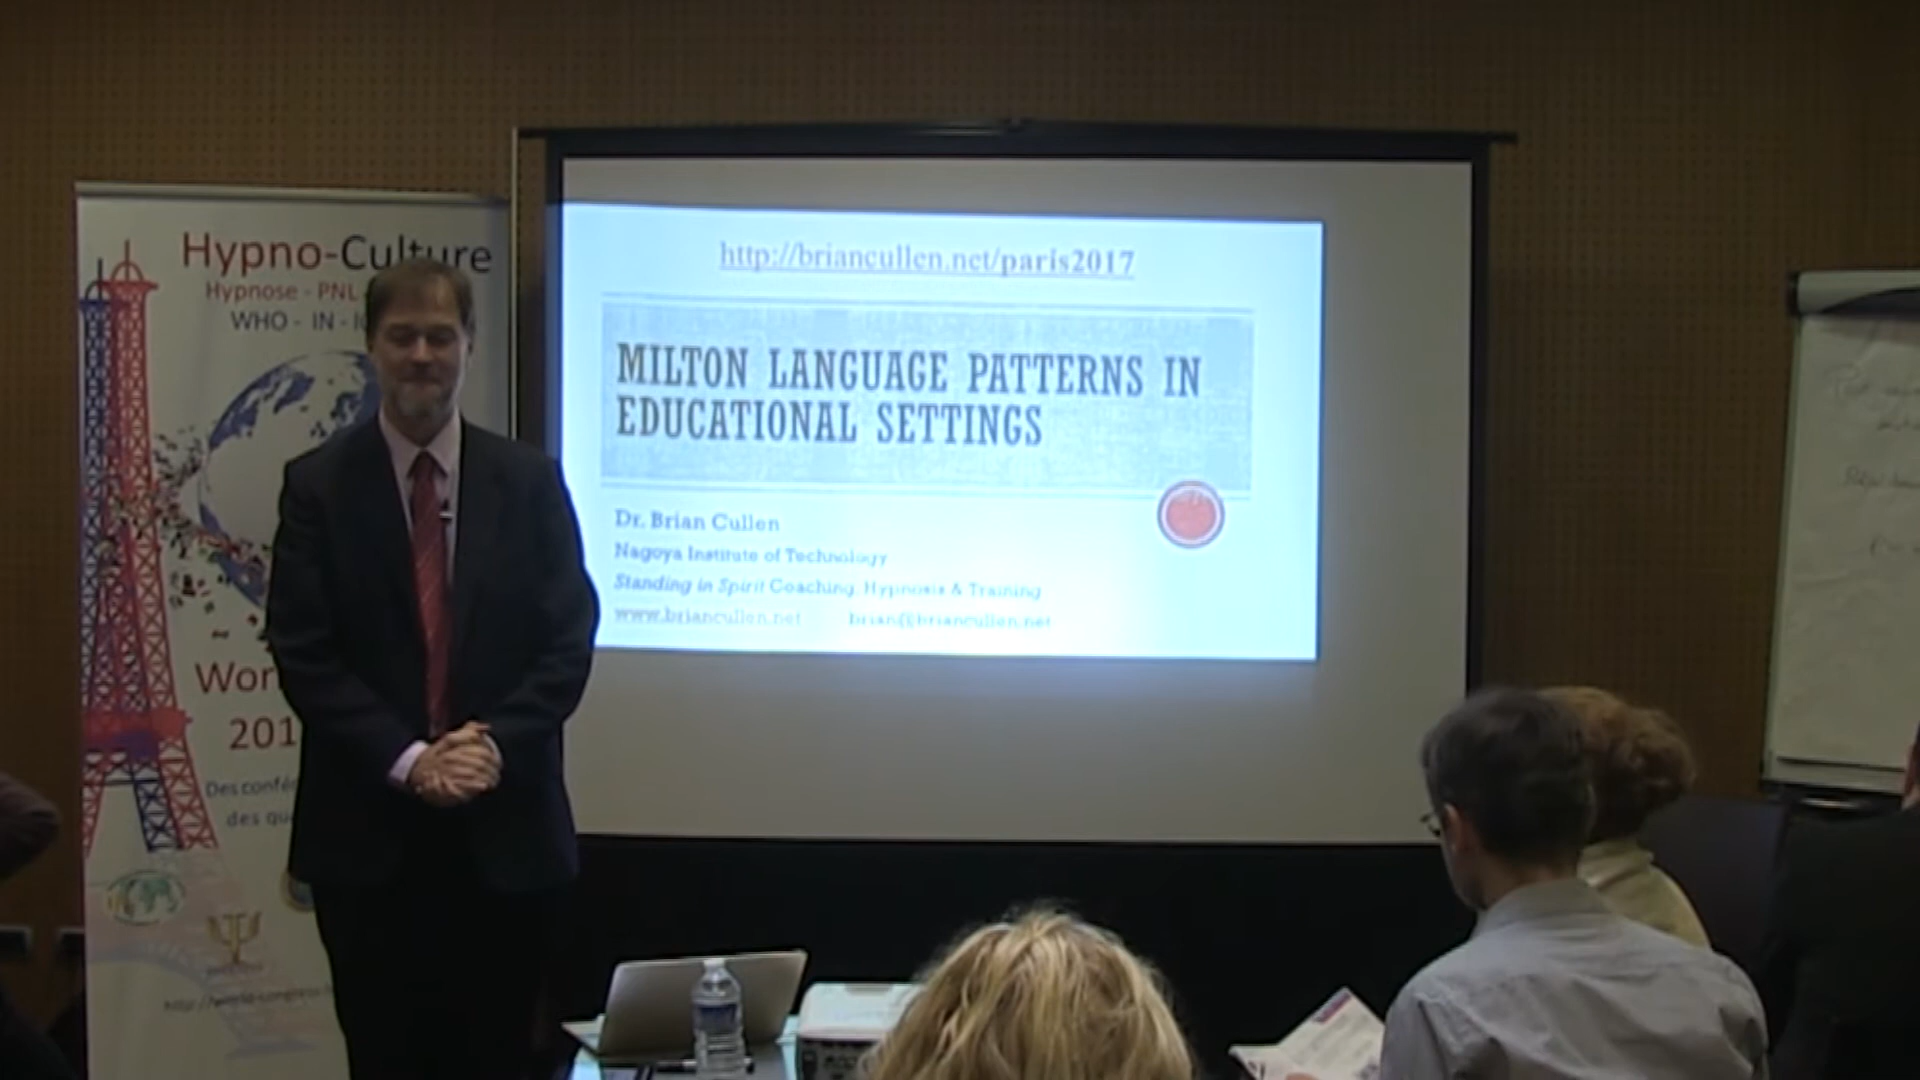 Hypno-Culture
Hypnose - PNL
WHO - IN -
Wor
201
Des confé
des qu
http://briancullen.net/paris2017
MILTON LANGUAGE PATTERNS IN
EDUCATIONAL SETTINGS
Dr. Brian Cullen
Nagoya Institute of Technology
Standing in Spirit Coaching, Hypnosis & Training
www.briancullen.net brian@briancullen.net